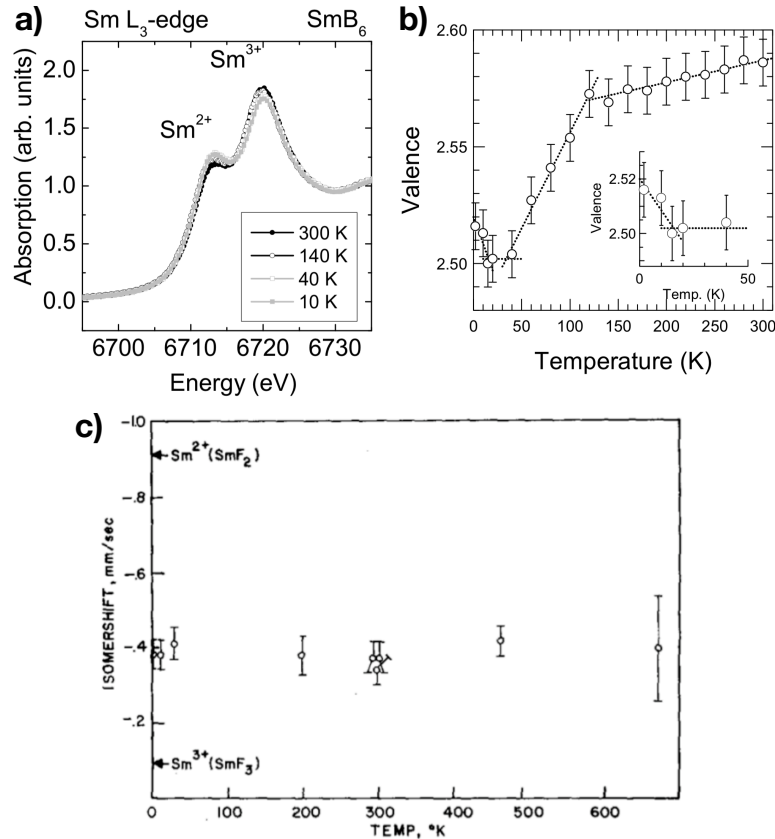 a)
Sm L3-edge
SmB6
Sm3+
Sm2+
2.0
1.5
1.0
0.5
0.0
Absorption (arb. units)
300 K
140 K
40 K
10 K
6700
6710
6720
6730
Energy (eV)
b)
2.60
2.55
2.50
Valence
2.52
2.50
Valence
0
50
Temp. (K)
0
50
100
150
200
250
300
Temperature (K)
c)
-1.0
-.8
-.6
-.4
-.2
ISOMERSHIFT, mm/sec
Sm2+(SmF2)
Sm3+(SmF3)
0
100
200
300
400
500
600
TEMP, °K